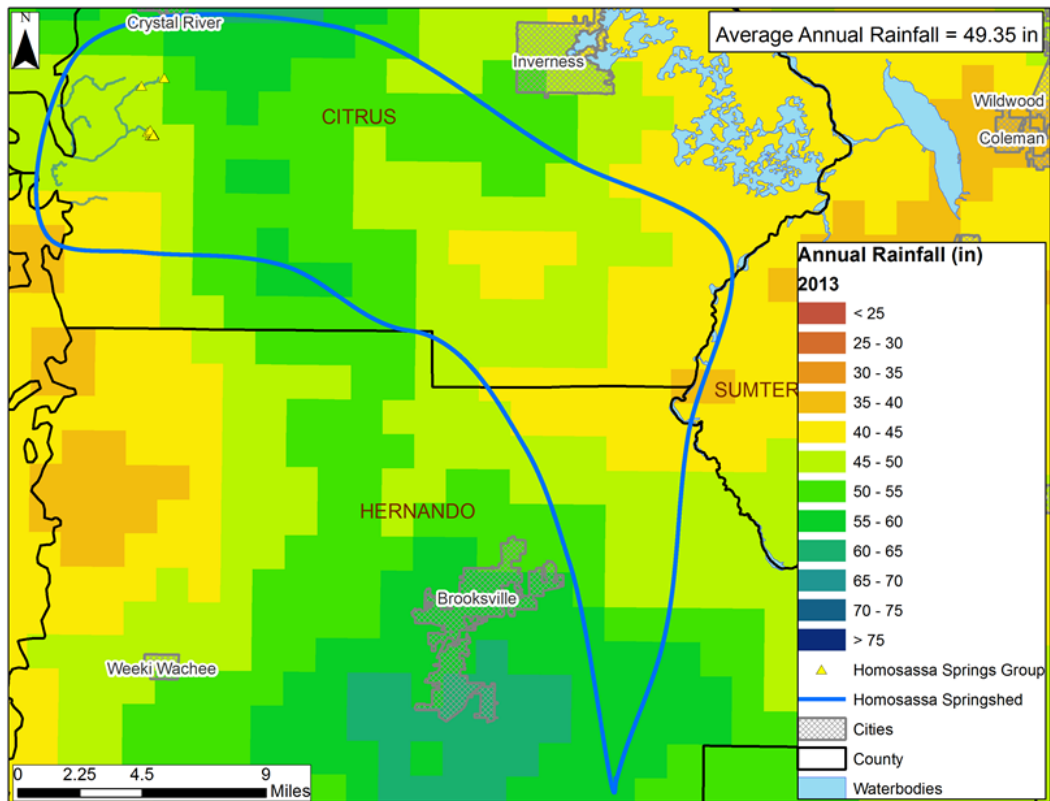 N
Crystal River
Average Annual Rainfall = 49.35 in
Inverness
Wildwood
Coleman
CITRUS
SUMTER
HERNANDO
Brooksville
Weeki Wachee
Annual Rainfall (in)
2013
< 25
25 - 30
30 - 35
35 - 40
40 - 45
45 - 50
50 - 55
55 - 60
60 - 65
65 - 70
70 - 75
> 75
Homosassa Springs Group
Homosassa Springshed
Cities
County
Waterbodies
0 2.25 4.5 9
Miles